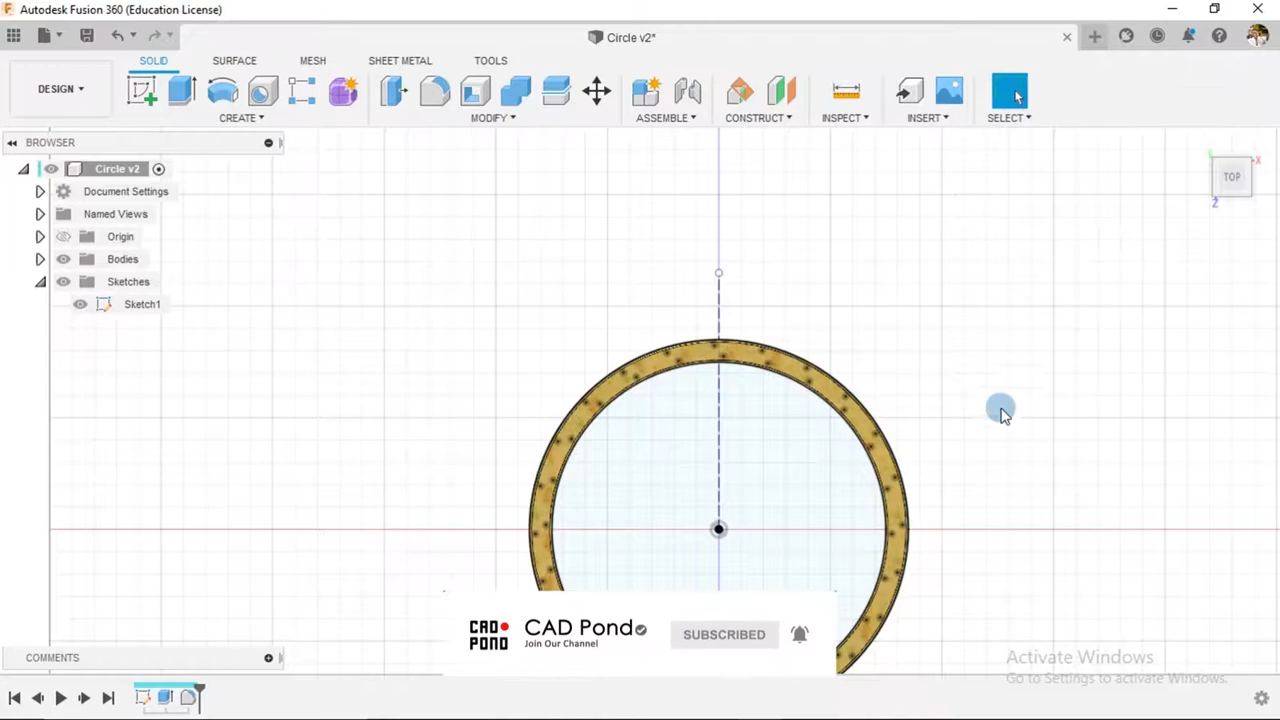 Autodesk Fusion 360 (Education License)
Circle v2*
SOLID SURFACE MESH SHEET METAL TOOLS
DESIGN
CREATE MODIFY ASSEMBLE CONSTRUCT INSPECT INSERT SELECT
BROWSER
Circle v2
Document Settings
Named Views
Origin
Bodies
Sketches
Sketch1
X
TOP
Z
CAD
POND
CAD Pond
Join Our Channel
SUBSCRIBED
COMMENTS
Activate Windows
Go to Settings to activate Windows.